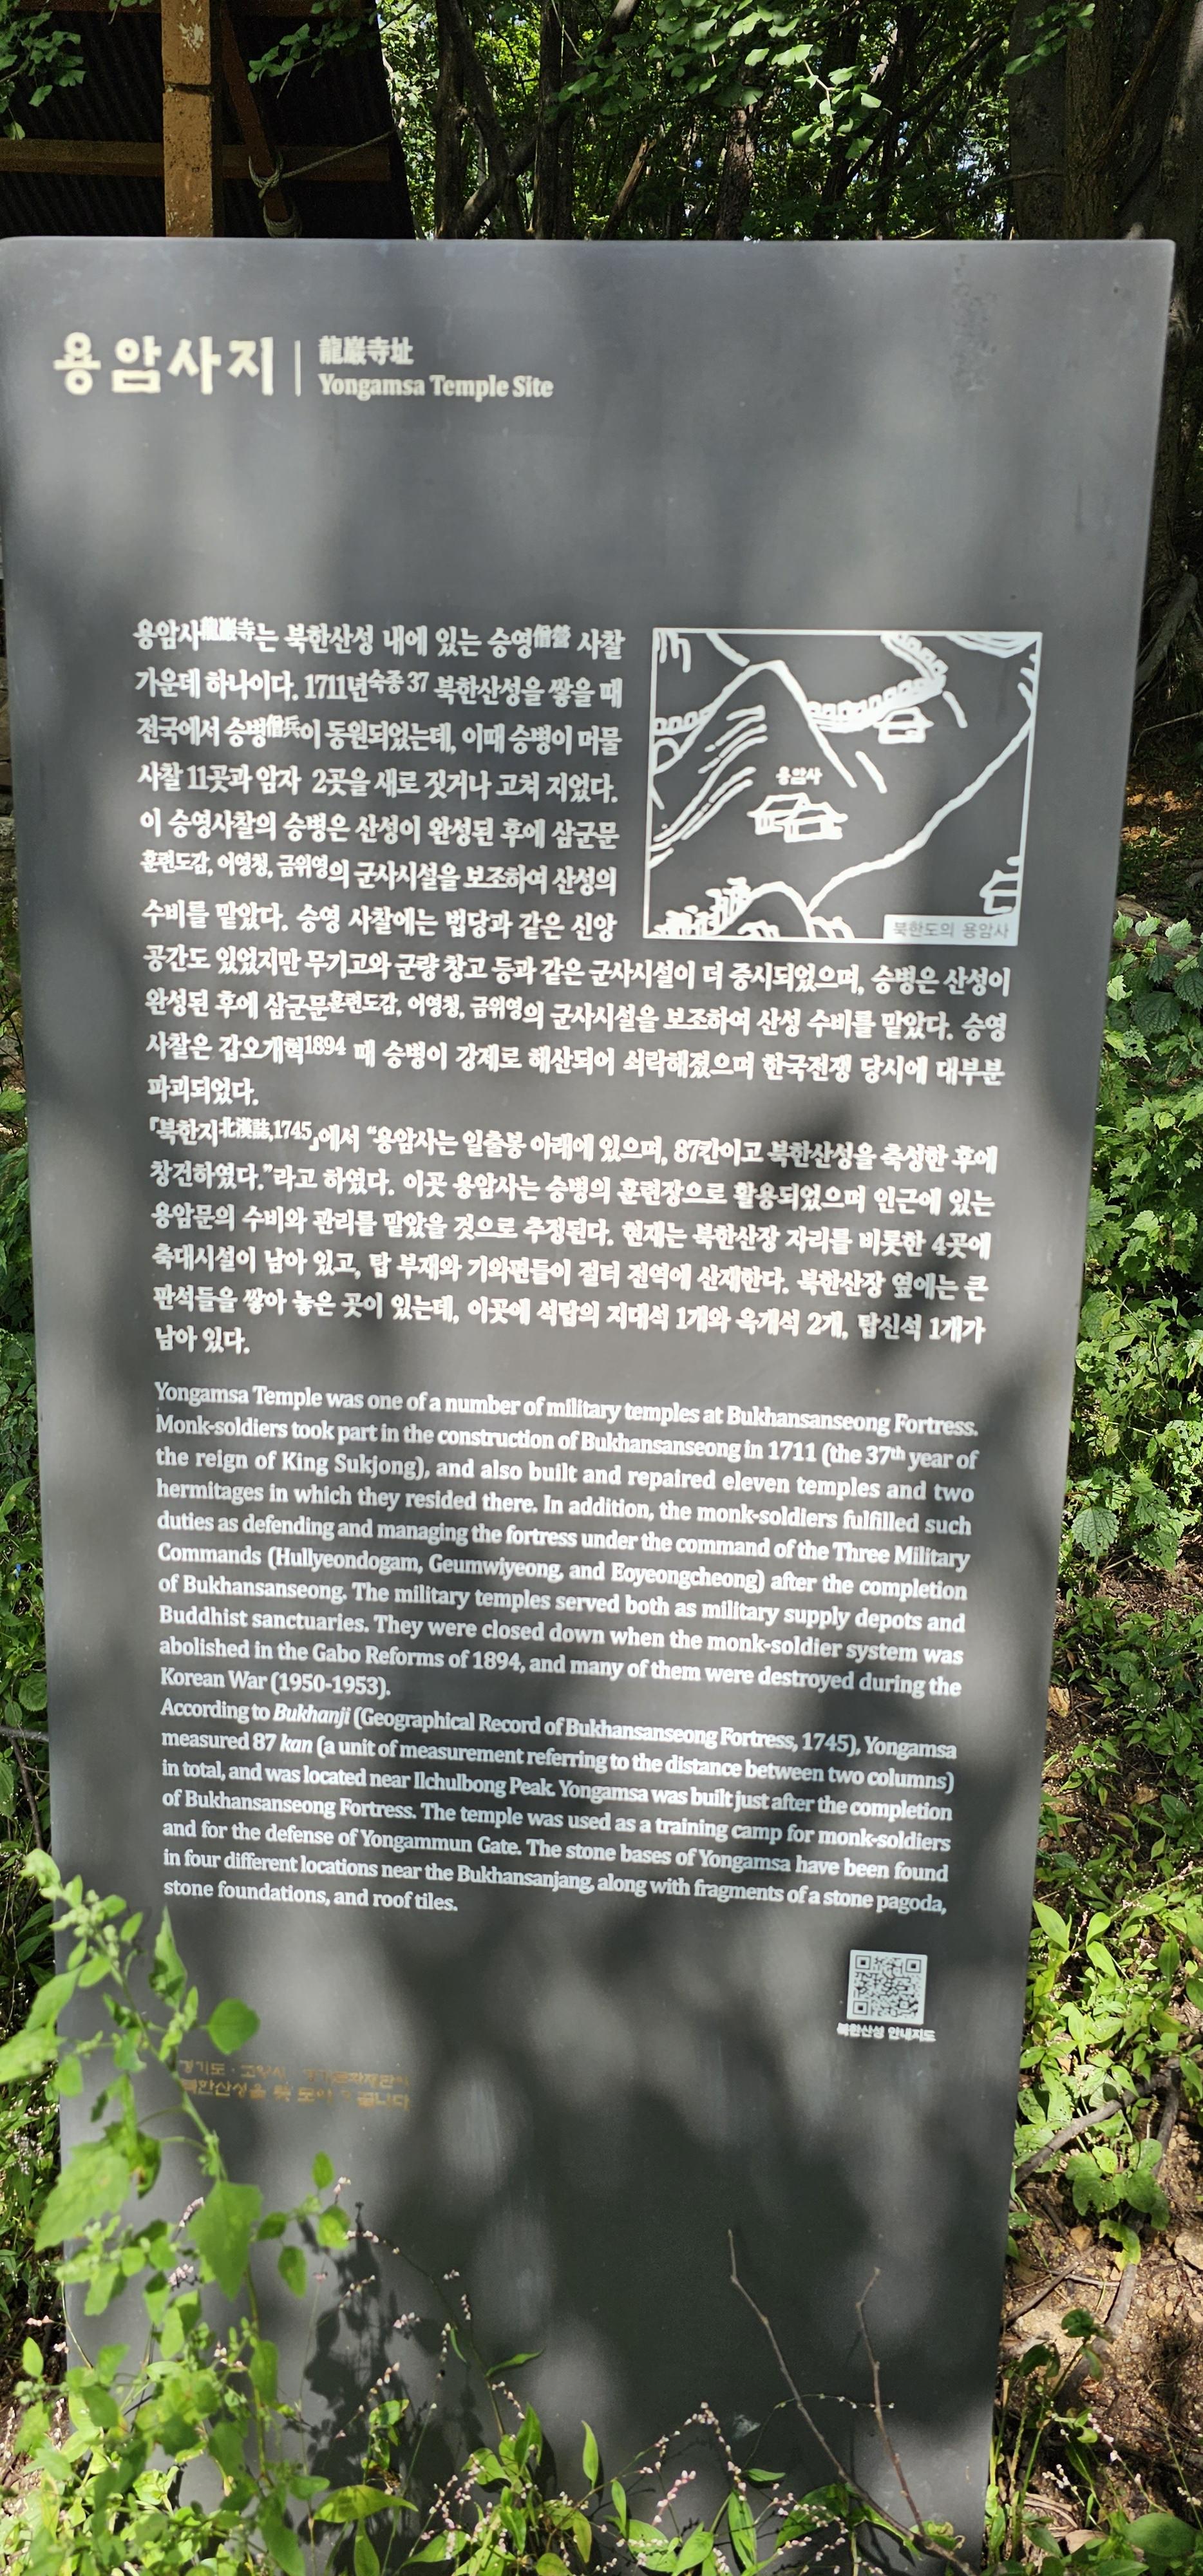 용암사지
龍巖寺址
Yongamsa Temple Site
용암사龍巖寺는 북한산성 내에 있는 승영僧營 사찰
가운데 하나이다. 1711년숙종 37 북한산성을 쌓을 때
전국에서 승병僧兵이 동원되었는데, 이때 승병이 머물
사찰 11곳과 암자 2곳을 새로 짓거나 고쳐 지었다.
이 승영사찰의 승병은 산성이 완성된 후에 삼군문
훈련도감, 어영청, 금위영의 군사시설을 보조하여 산성의
수비를 맡았다. 승영 사찰에는 법당과 같은 신앙
공간도 있었지만 무기고와 군량 창고 등과 같은 군사시설이 더 중시되었으며, 승병은 산성이
완성된 후에 삼군문훈련도감, 어영청, 금위영의 군사시설을 보조하여 산성 수비를 맡았다. 승영
사찰은 갑오개혁1894 때 승병이 강제로 해산되어 쇠락해졌으며 한국전쟁 당시에 대부분
파괴되었다.
『북한지北漢誌,1745』에서 “용암사는 일출봉 아래에 있으며, 87칸이고 북한산성을 축성한 후에
창건하였다.”라고 하였다. 이곳 용암사는 승병의 훈련장으로 활용되었으며 인근에 있는
용암문의 수비와 관리를 맡았을 것으로 추정된다. 현재는 북한산장 자리를 비롯한 4곳에
축대시설이 남아 있고, 탑 부재와 기와편들이 절터 전역에 산재한다. 북한산장 옆에는 큰
판석들을 쌓아 놓은 곳이 있는데, 이곳에 석탑의 지대석 1개와 옥개석 2개, 탑신석 1개가
남아 있다.
용암사
북한도의 용암사
Yongamsa Temple was one of a number of military temples at Bukhansanseong Fortress.
Monk-soldiers took part in the construction of Bukhansanseong in 1711 (the 37th year of
the reign of King Sukjong), and also built and repaired eleven temples and two
hermitages in which they resided there. In addition, the monk-soldiers fulfilled such
duties as defending and managing the fortress under the command of the Three Military
Commands (Hullyeondogam, Geumwiyeong, and Eoyeongcheong) after the completion
of Bukhansanseong. The military temples served both as military supply depots and
Buddhist sanctuaries. They were closed down when the monk-soldier system was
abolished in the Gabo Reforms of 1894, and many of them were destroyed during the
Korean War (1950-1953).
According to Bukhanji (Geographical Record of Bukhansanseong Fortress, 1745), Yongamsa
measured 87 kan (a unit of measurement referring to the distance between two columns)
in total, and was located near Ilchulbong Peak. Yongamsa was built just after the completion
of Bukhansanseong Fortress. The temple was used as a training camp for monk-soldiers
and for the defense of Yongammun Gate. The stone bases of Yongamsa have been found
in four different locations near the Bukhansanjang, along with fragments of a stone pagoda,
stone foundations, and roof tiles.
북한산성 안내지도
경기도 · 고양시
북한산성을